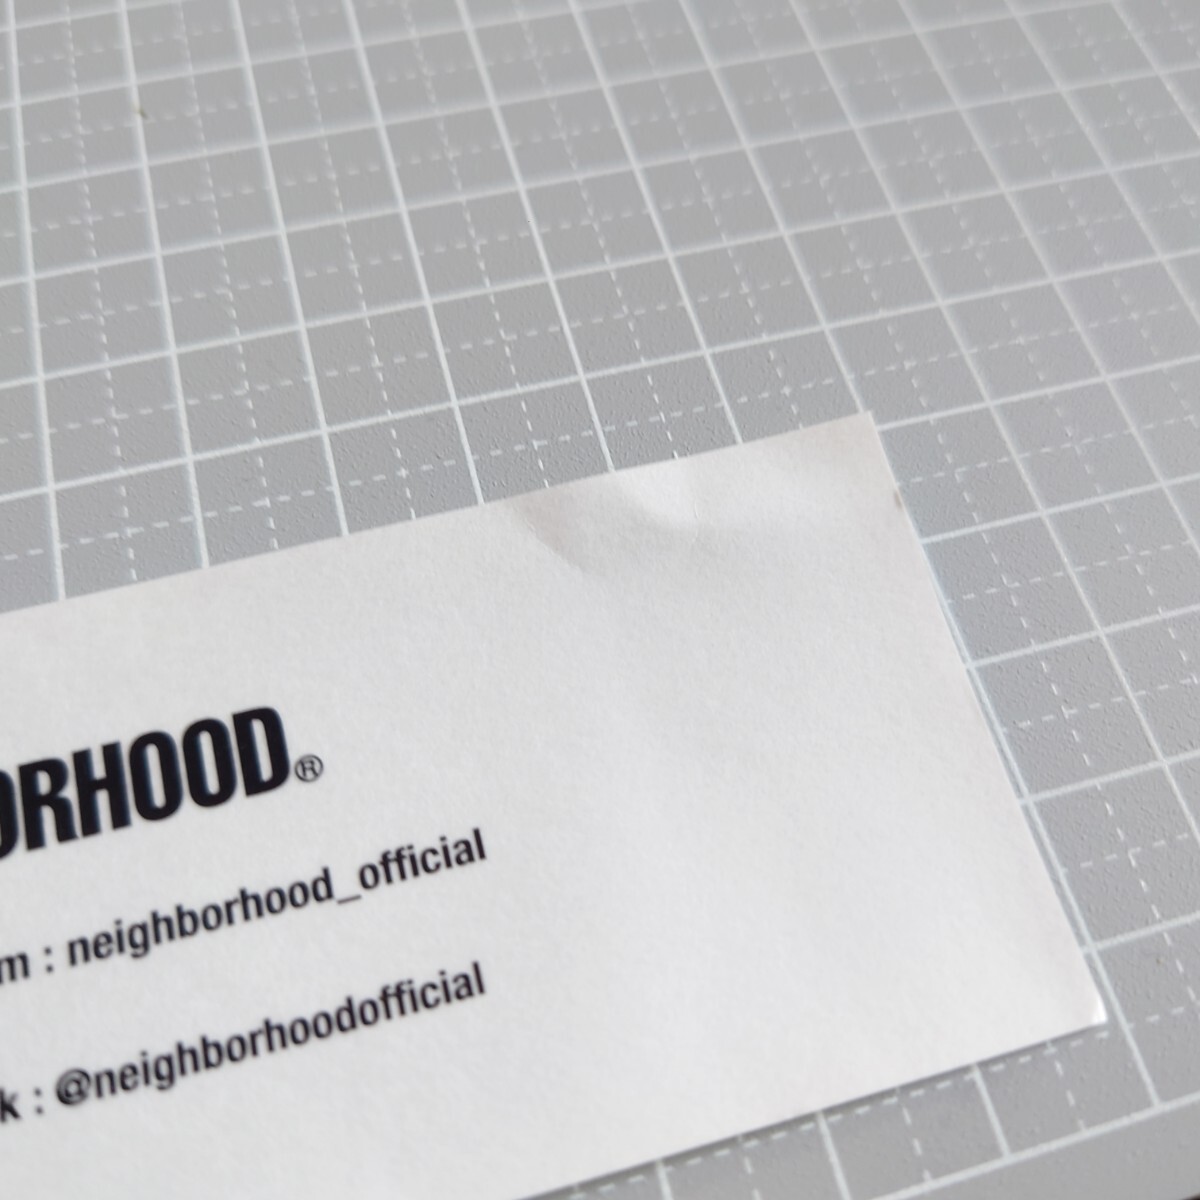 ORHOOD®
m : neighborhood_official
k : @neighborhoodofficial